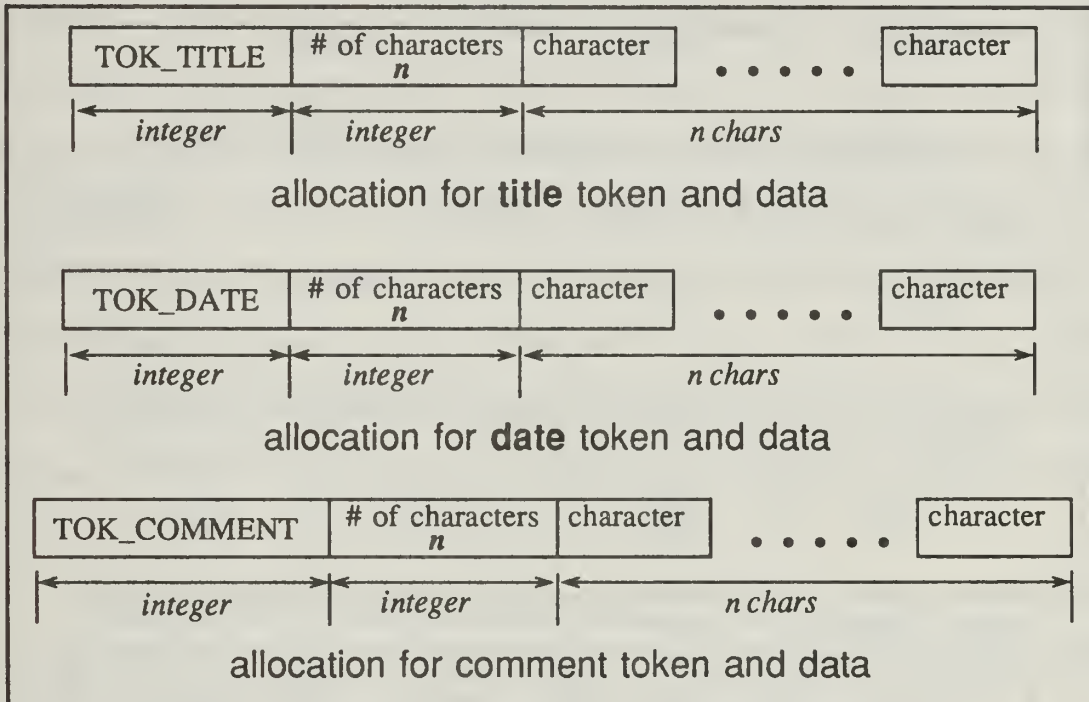 TOK_TITLE # of characters character character
n
integer integer n chars
allocation for title token and data
TOK_DATE # of characters character character
n
integer integer n chars
allocation for date token and data
TOK_COMMENT # of characters character character
n
integer integer n chars
allocation for comment token and data